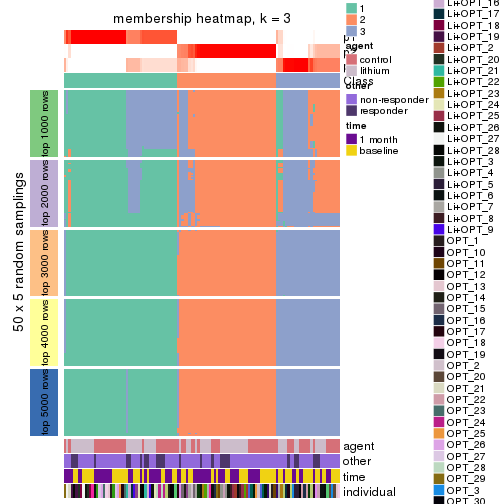 membership heatmap, k = 3
50 x 5 random samplings
top 1000 rows
top 2000 rows
top 3000 rows
top 4000 rows
top 5000 rows
Class
agent
other
time
individual
1
2
3
agent
control
lithium
other
non-responder
responder
time
1 month
baseline
Li+OPT_16
Li+OPT_17
Li+OPT_18
Li+OPT_19
Li+OPT_2
Li+OPT_20
Li+OPT_21
Li+OPT_22
Li+OPT_23
Li+OPT_24
Li+OPT_25
Li+OPT_26
Li+OPT_27
Li+OPT_28
Li+OPT_3
Li+OPT_4
Li+OPT_5
Li+OPT_6
Li+OPT_7
Li+OPT_8
Li+OPT_9
OPT_1
OPT_10
OPT_11
OPT_12
OPT_13
OPT_14
OPT_15
OPT_16
OPT_17
OPT_18
OPT_19
OPT_2
OPT_20
OPT_21
OPT_22
OPT_23
OPT_24
OPT_25
OPT_26
OPT_27
OPT_28
OPT_29
OPT_3